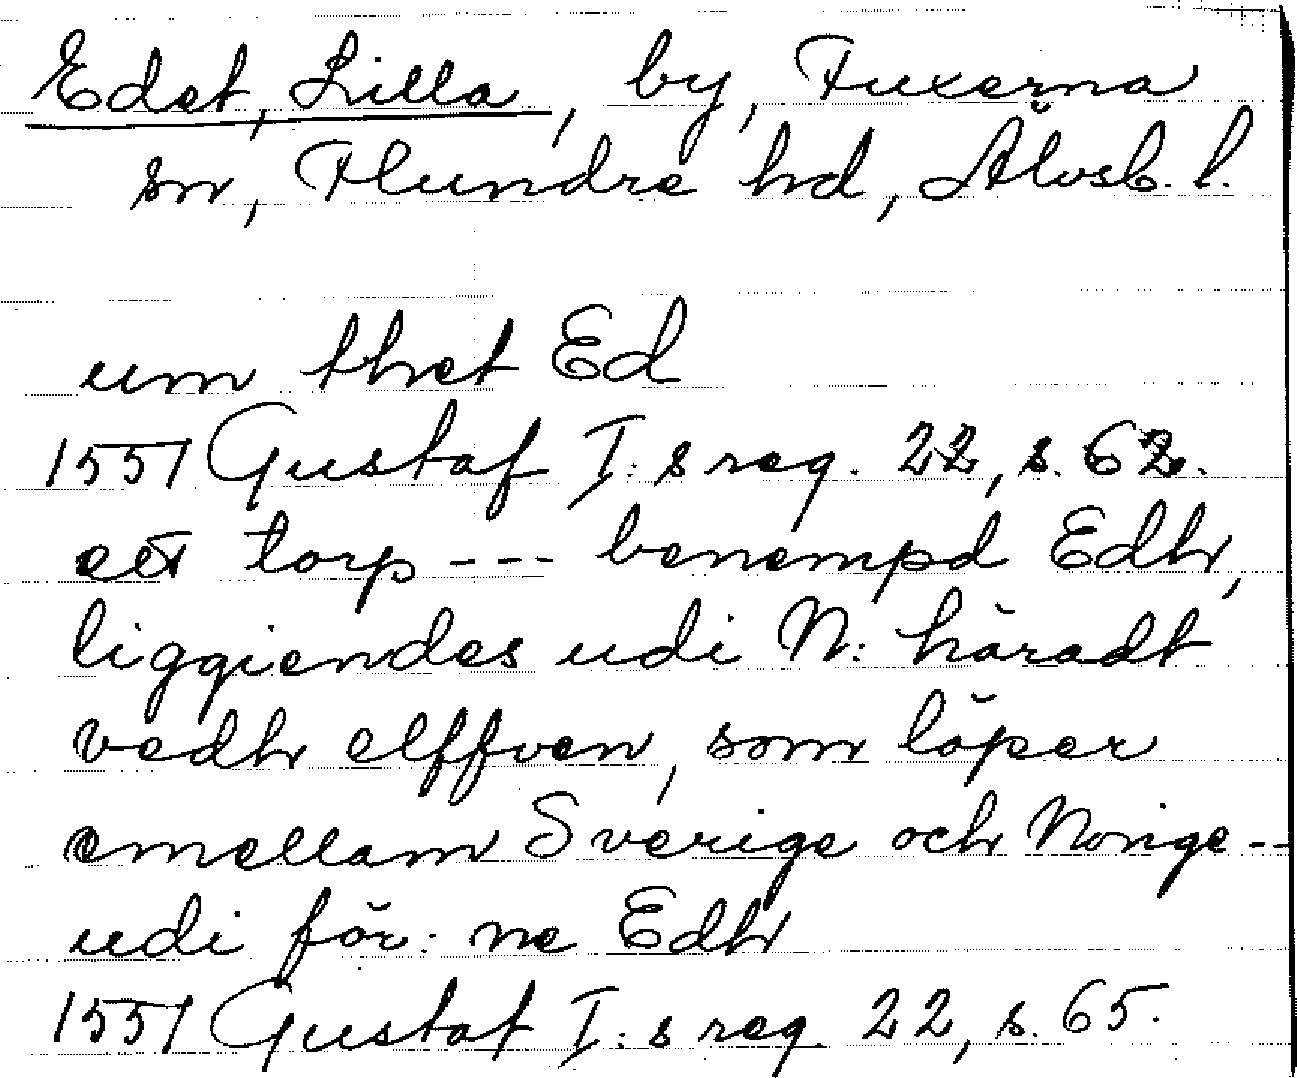 Edet, Lilla, by, Fuxerna
sn, Flundre hd, Älvsb. l.
um thet Ed
1551 Gustaf I:s reg. 22, s. 62.
ett torp --- benempd Edh,
liggiendes udi N: häradt
vedh elffven, som löper
emellam Sverige och Norige --
udi för:ne Edh
1551 Gustaf I:s reg. 22, s. 65.